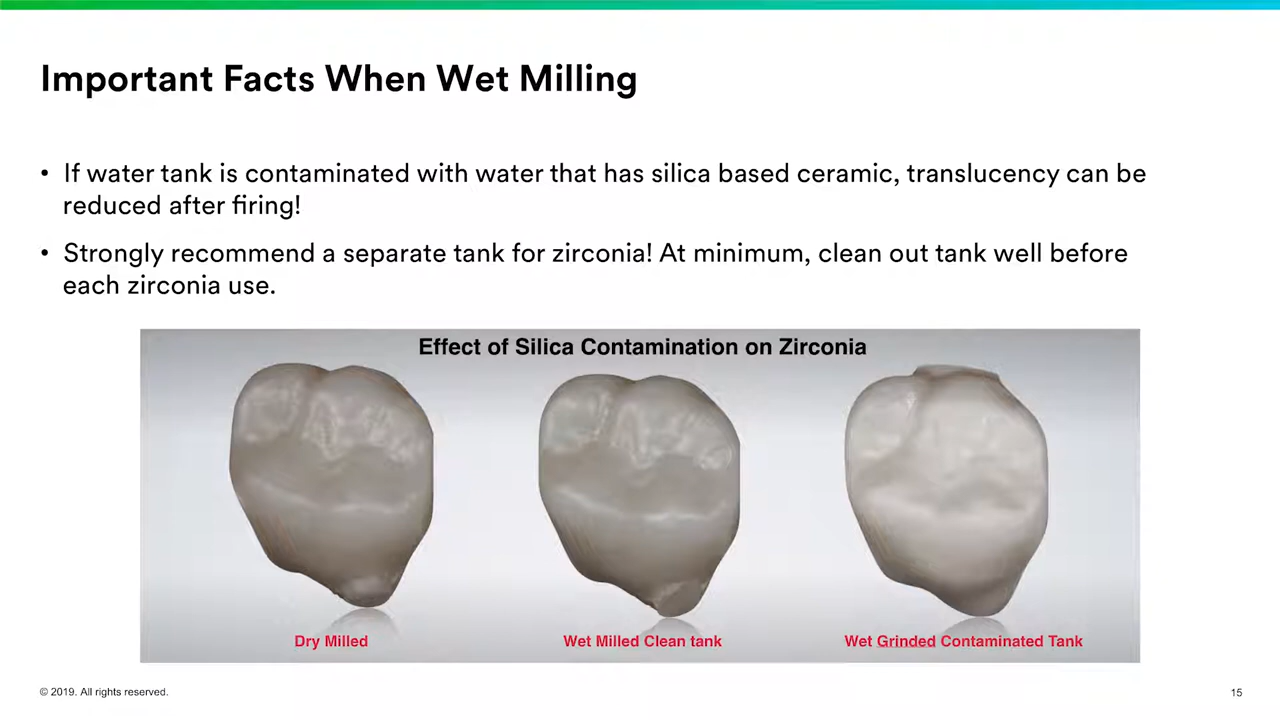 Important Facts When Wet Milling
• If water tank is contaminated with water that has silica based ceramic, translucency can be
reduced after firing!
• Strongly recommend a separate tank for zirconia! At minimum, clean out tank well before
each zirconia use.
Effect of Silica Contamination on Zirconia
Dry Milled
Wet Milled Clean tank
Wet Grinded Contaminated Tank
© 2019. All rights reserved.
15